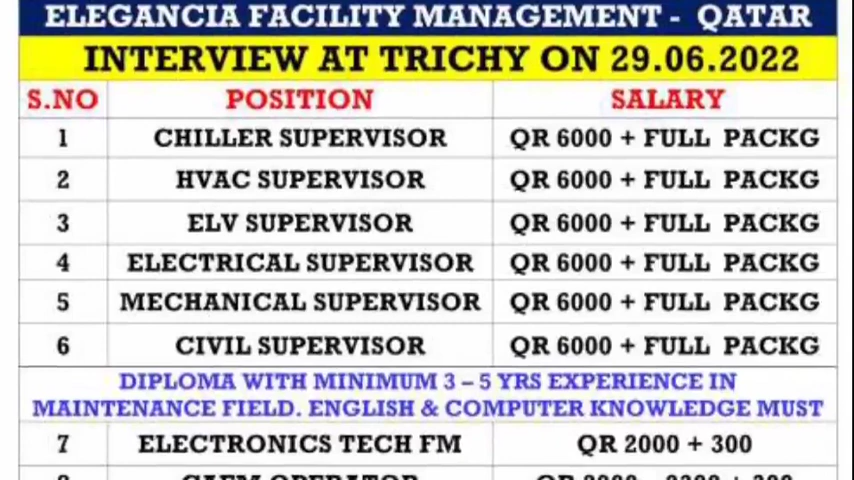 ELEGANCIA FACILITY MANAGEMENT - QATAR
INTERVIEW AT TRICHY ON 29.06.2022
S.NO POSITION SALARY
1 CHILLER SUPERVISOR QR 6000 + FULL PACKG
2 HVAC SUPERVISOR QR 6000 + FULL PACKG
3 ELV SUPERVISOR QR 6000 + FULL PACKG
4 ELECTRICAL SUPERVISOR QR 6000 + FULL PACKG
5 MECHANICAL SUPERVISOR QR 6000 + FULL PACKG
6 CIVIL SUPERVISOR QR 6000 + FULL PACKG
DIPLOMA WITH MINIMUM 3 – 5 YRS EXPERIENCE IN
MAINTENANCE FIELD. ENGLISH & COMPUTER KNOWLEDGE MUST
7 ELECTRONICS TECH FM QR 2000 + 300
OPERATOR QR